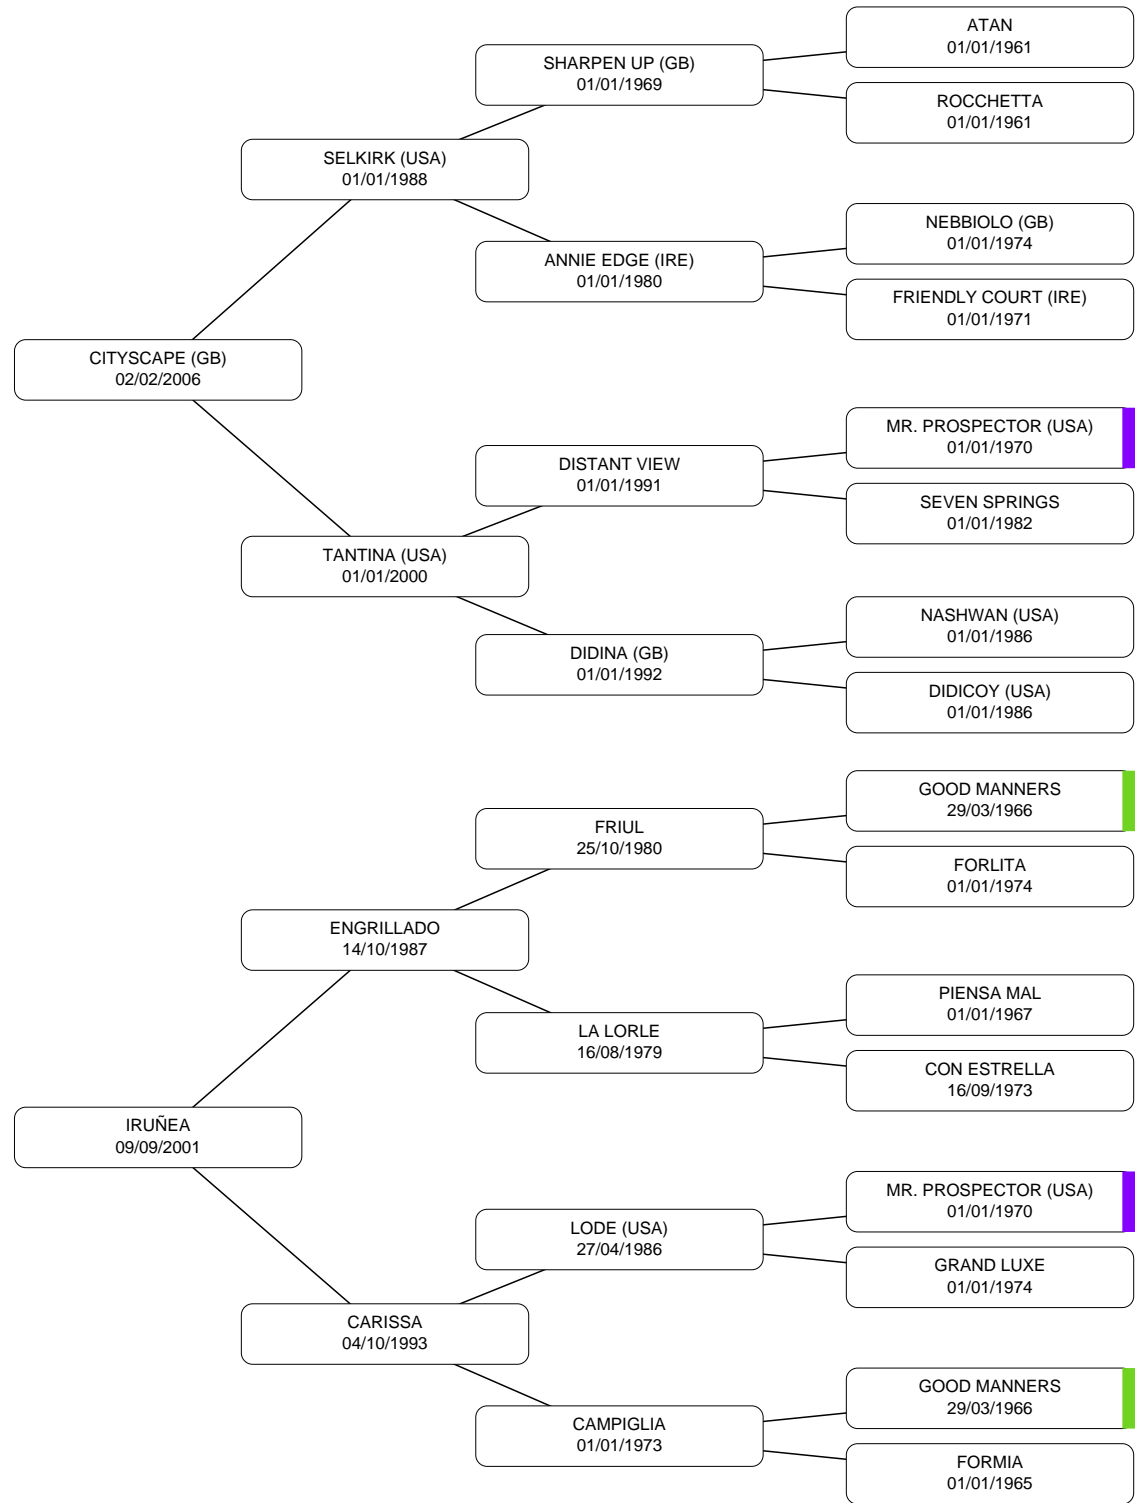 ATAN
01/01/1961
SHARPEN UP (GB)
01/01/1969
ROCCHETTA
01/01/1961
SELKIRK (USA)
01/01/1988
NEBBIOLO (GB)
01/01/1974
ANNIE EDGE (IRE)
01/01/1980
FRIENDLY COURT (IRE)
01/01/1971
CITYSCAPE (GB)
02/02/2006
MR. PROSPECTOR (USA)
01/01/1970
DISTANT VIEW
01/01/1991
SEVEN SPRINGS
01/01/1982
TANTINA (USA)
01/01/2000
NASHWAN (USA)
01/01/1986
DIDINA (GB)
01/01/1992
DIDICOY (USA)
01/01/1986
GOOD MANNERS
29/03/1966
FRIUL
25/10/1980
FORLITA
01/01/1974
ENGRILLADO
14/10/1987
PIENSA MAL
01/01/1967
LA LORLE
16/08/1979
CON ESTRELLA
16/09/1973
IRUÑEA
09/09/2001
MR. PROSPECTOR (USA)
01/01/1970
LODE (USA)
27/04/1986
GRAND LUXE
01/01/1974
CARISSA
04/10/1993
GOOD MANNERS
29/03/1966
CAMPIGLIA
01/01/1973
FORMIA
01/01/1965